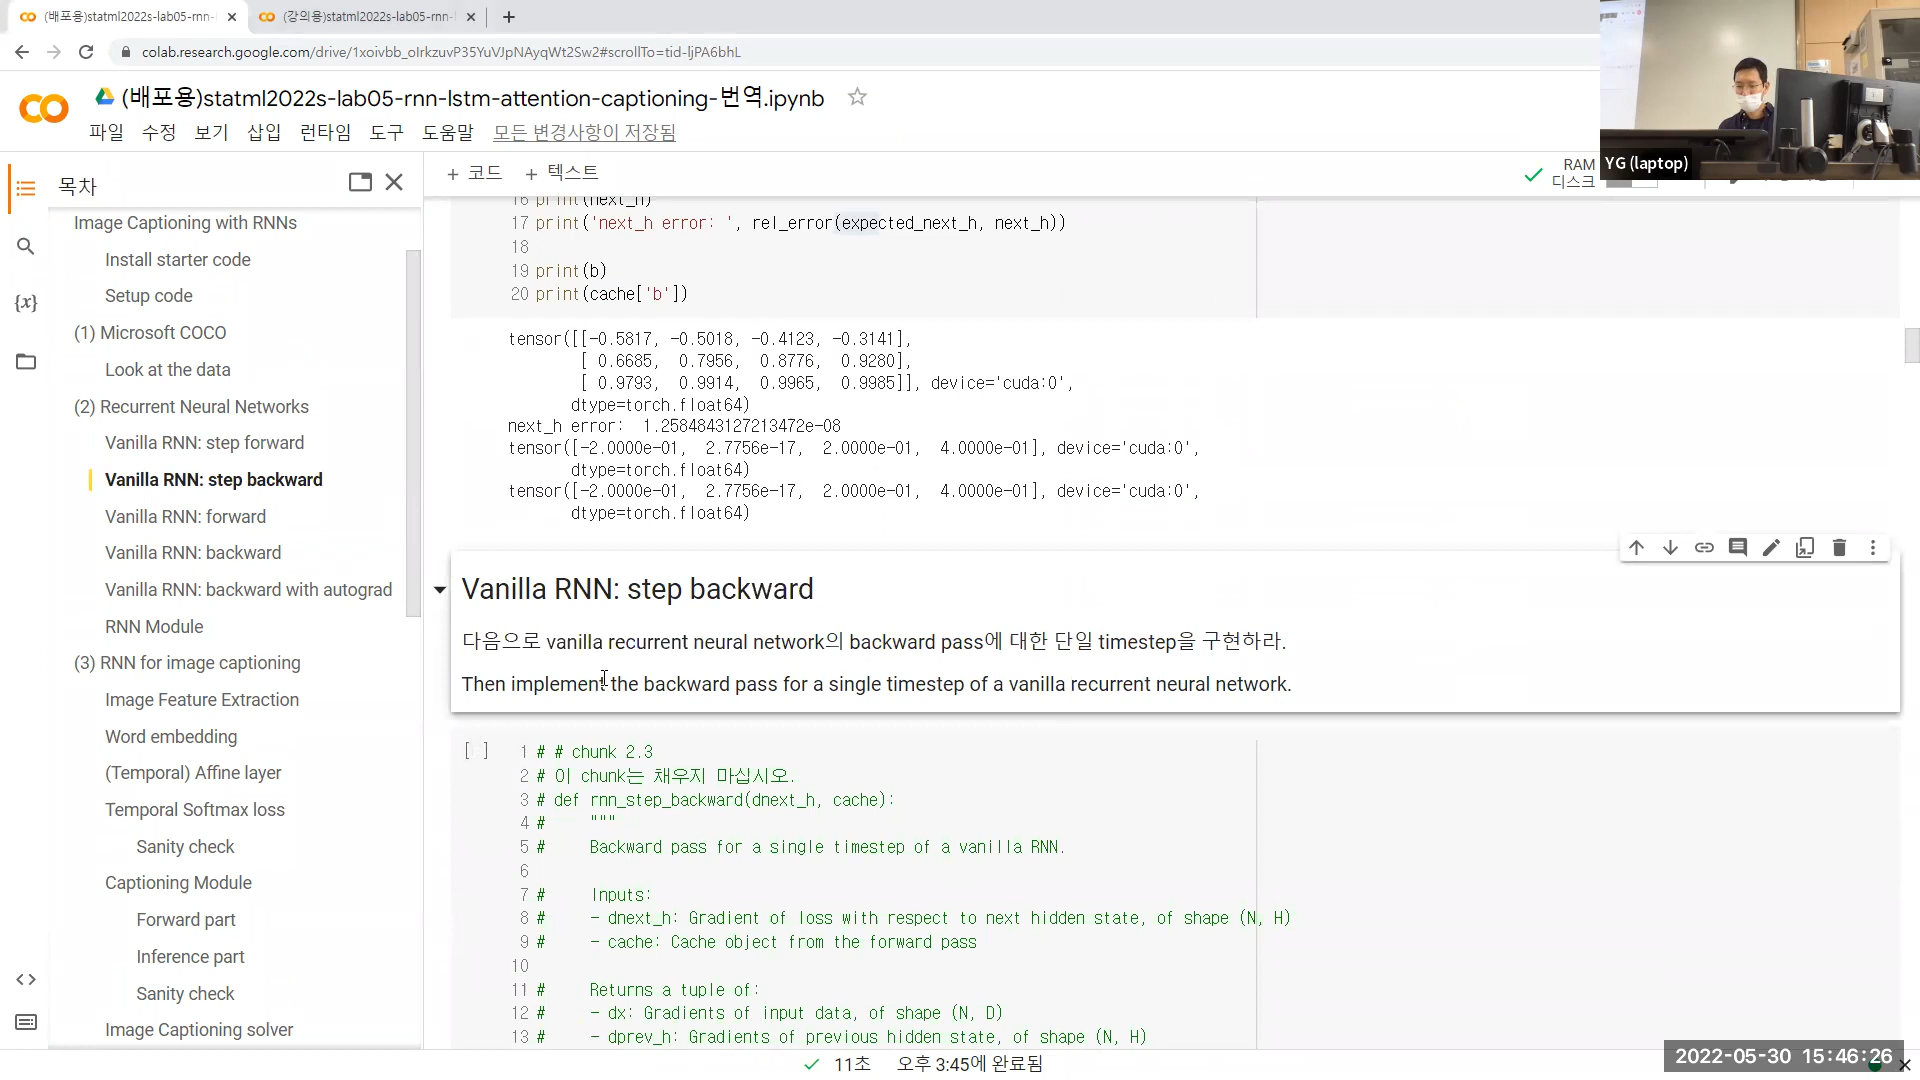 (배포용)statml2022s-lab05-rnn-
(강의용)statml2022s-lab05-rnn-
colab.research.google.com/drive/1xoivbb_oIrkzuvP35YuVJpNAyqWt2Sw2#scrollTo=tid-ljPA6bhL
(배포용)statml2022s-lab05-rnn-lstm-attention-captioning-번역.ipynb
파일 수정 보기 삽입 런타임 도구 도움말 모든 변경사항이 저장됨
YG (laptop)
목차
+ 코드 + 텍스트
RAM
디스크
Image Captioning with RNNs
Install starter code
Setup code
(1) Microsoft COCO
Look at the data
(2) Recurrent Neural Networks
Vanilla RNN: step forward
Vanilla RNN: step backward
Vanilla RNN: forward
Vanilla RNN: backward
Vanilla RNN: backward with autograd
RNN Module
(3) RNN for image captioning
Image Feature Extraction
Word embedding
(Temporal) Affine layer
Temporal Softmax loss
Sanity check
Captioning Module
Forward part
Inference part
Sanity check
Image Captioning solver
16 print(next_h)
17 print('next_h error: ', rel_error(expected_next_h, next_h))
18
19 print(b)
20 print(cache['b'])
tensor([[-0.5817, -0.5018, -0.4123, -0.3141],
[ 0.6685, 0.7956, 0.8776, 0.9280],
[ 0.9793, 0.9914, 0.9965, 0.9985]], device='cuda:0',
dtype=torch.float64)
next_h error: 1.2584843127213472e-08
tensor([-2.0000e-01, 2.7756e-17, 2.0000e-01, 4.0000e-01], device='cuda:0',
dtype=torch.float64)
tensor([-2.0000e-01, 2.7756e-17, 2.0000e-01, 4.0000e-01], device='cuda:0',
dtype=torch.float64)
Vanilla RNN: step backward
다음으로 vanilla recurrent neural network의 backward pass에 대한 단일 timestep을 구현하라.
Then implement the backward pass for a single timestep of a vanilla recurrent neural network.
[ ] 1 # # chunk 2.3
2 # 이 chunk는 채우지 마십시오.
3 # def rnn_step_backward(dnext_h, cache):
4 # """
5 # Backward pass for a single timestep of a vanilla RNN.
6
7 # Inputs:
8 # - dnext_h: Gradient of loss with respect to next hidden state, of shape (N, H)
9 # - cache: Cache object from the forward pass
10
11 # Returns a tuple of:
12 # - dx: Gradients of input data, of shape (N, D)
13 # - dprev_h: Gradients of previous hidden state, of shape (N, H)
11초 오후 3:45에 완료됨
2022-05-30 15:46:26